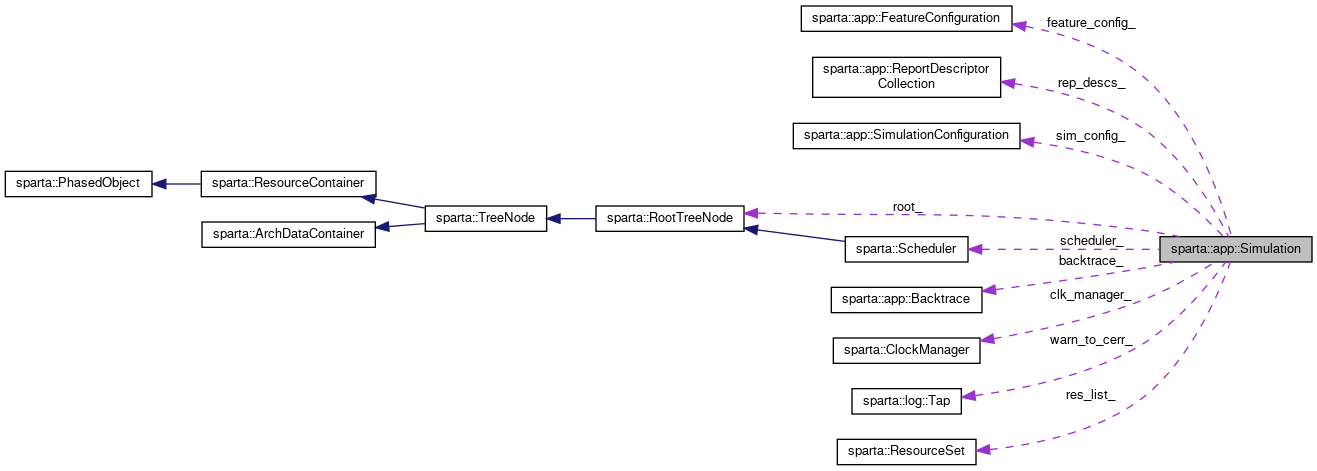 sparta::app::FeatureConfiguration
feature_config_
sparta::app::ReportDescriptor
Collection
rep_descs_
sparta::app::SimulationConfiguration
sim_config_
sparta::PhasedObject
sparta::ResourceContainer
sparta::ArchDataContainer
sparta::TreeNode
sparta::RootTreeNode
root_
sparta::Scheduler
scheduler_
sparta::app::Simulation
backtrace_
sparta::app::Backtrace
clk_manager_
sparta::ClockManager
warn_to_cerr_
sparta::log::Tap
res_list_
sparta::ResourceSet